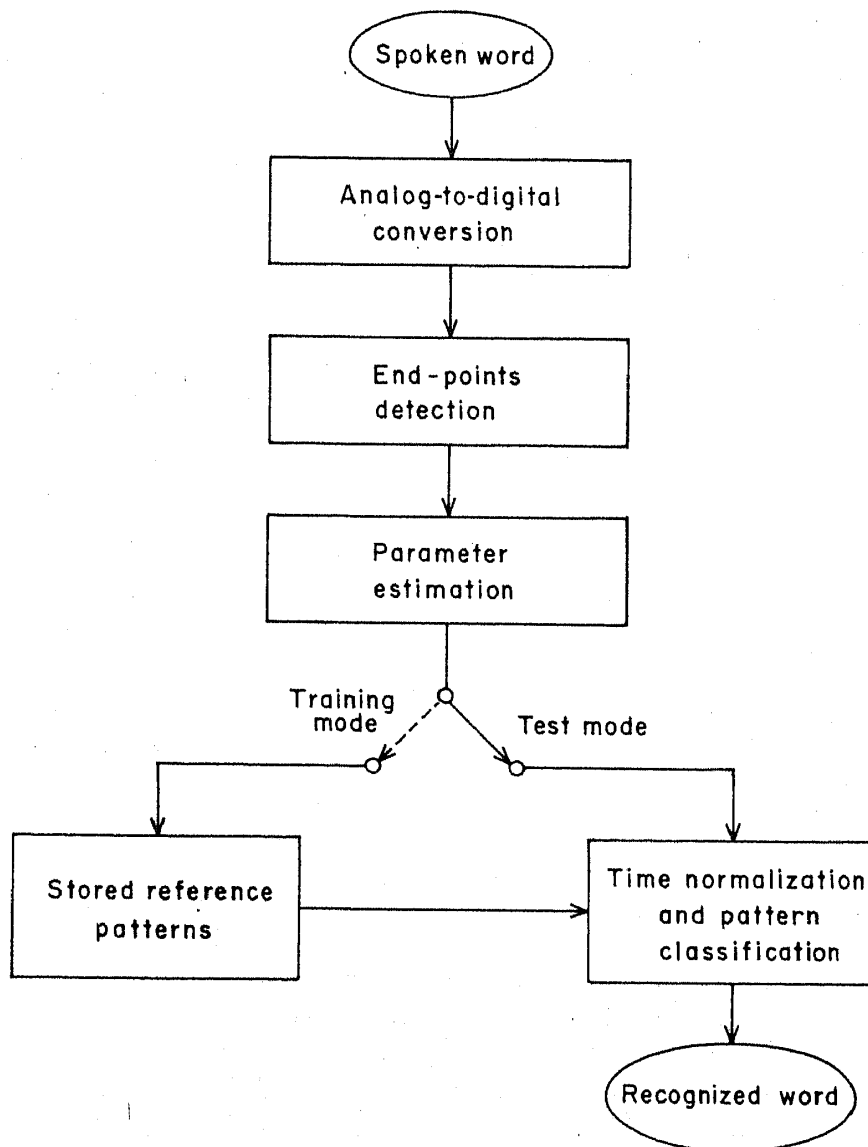 Spoken word
Analog-to-digital
conversion
End-points
detection
Parameter
estimation
Training
mode
Test mode
Stored reference
patterns
Time normalization
and pattern
classification
Recognized word